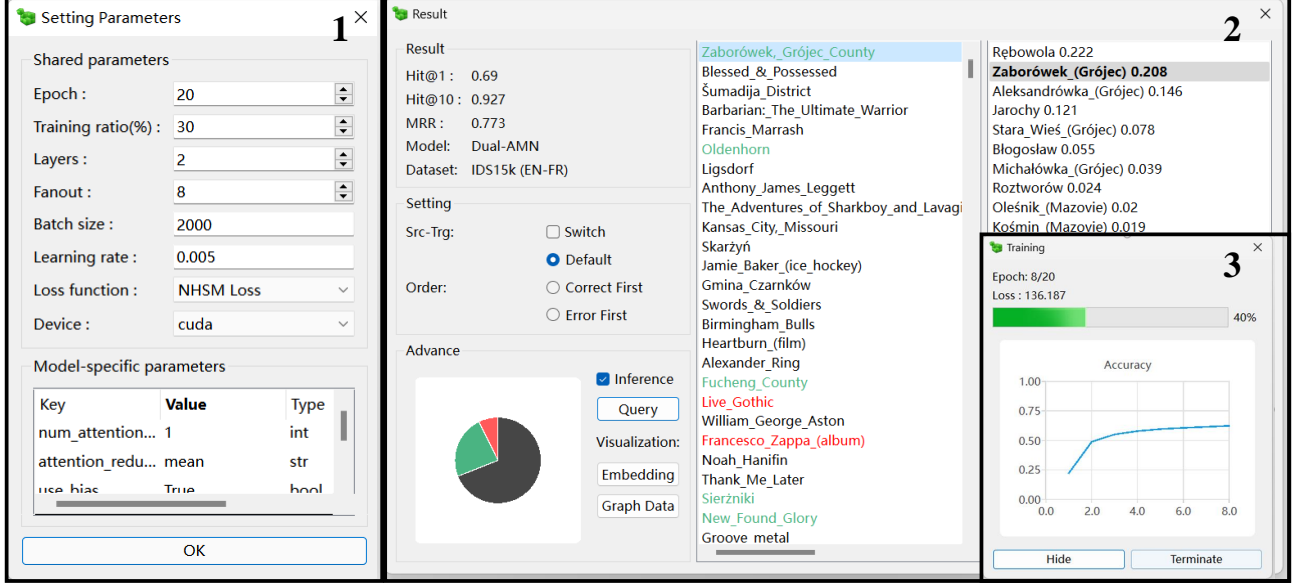 Setting Parameters
1
Shared parameters
Epoch : 20
Training ratio(%) : 30
Layers : 2
Fanout : 8
Batch size : 2000
Learning rate : 0.005
Loss function : NHSM Loss
Device : cuda
Model-specific parameters
Key Value Type
num_attention... 1 int
attention_redu... mean str
use_bias True bool
OK
Result
2
Result
Hit@1 : 0.69
Hit@10 : 0.927
MRR : 0.773
Model: Dual-AMN
Dataset: IDS15k (EN-FR)
Setting
Src-Trg: Switch
Default
Order: Correct First
Error First
Advance
Inference
Query
Visualization:
Embedding
Graph Data
Zaborówek,_Grójec_County
Blessed_&_Possessed
Šumadija_District
Barbarian:_The_Ultimate_Warrior
Francis_Marrash
Oldenhorn
Ligsdorf
Anthony_James_Leggett
The_Adventures_of_Sharkboy_and_Lavagi
Kansas_City,_Missouri
Skarżyń
Jamie_Baker_(ice_hockey)
Gmina_Czarnków
Swords_&_Soldiers
Birmingham_Bulls
Heartburn_(film)
Alexander_Ring
Fucheng_County
Live_Gothic
William_George_Aston
Francesco_Zappa_(album)
Noah_Hanifin
Thank_Me_Later
Sierżniki
New_Found_Glory
Groove_metal
Rębowola 0.222
Zaborówek_(Grójec) 0.208
Aleksandrówka_(Grójec) 0.146
Jarochy 0.121
Stara_Wieś_(Grójec) 0.078
Błogosław 0.055
Michałówka_(Grójec) 0.039
Roztworów 0.024
Oleśnik_(Mazovie) 0.02
Kośmin_(Mazovie) 0.019
Training
3
Epoch: 8/20
Loss : 136.187
40%
Accuracy
1.00
0.75
0.50
0.25
0.00
0.0 2.0 4.0 6.0 8.0
Hide Terminate